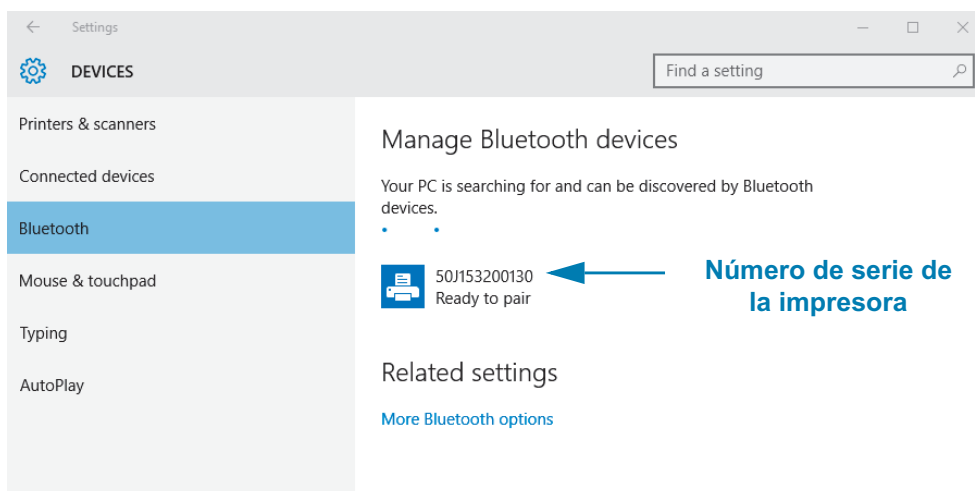 Settings
DEVICES
Find a setting
Printers & scanners
Connected devices
Bluetooth
Mouse & touchpad
Typing
AutoPlay
Manage Bluetooth devices
Your PC is searching for and can be discovered by Bluetooth
devices.
50J153200130
Ready to pair
Número de serie de
la impresora
Related settings
More Bluetooth options